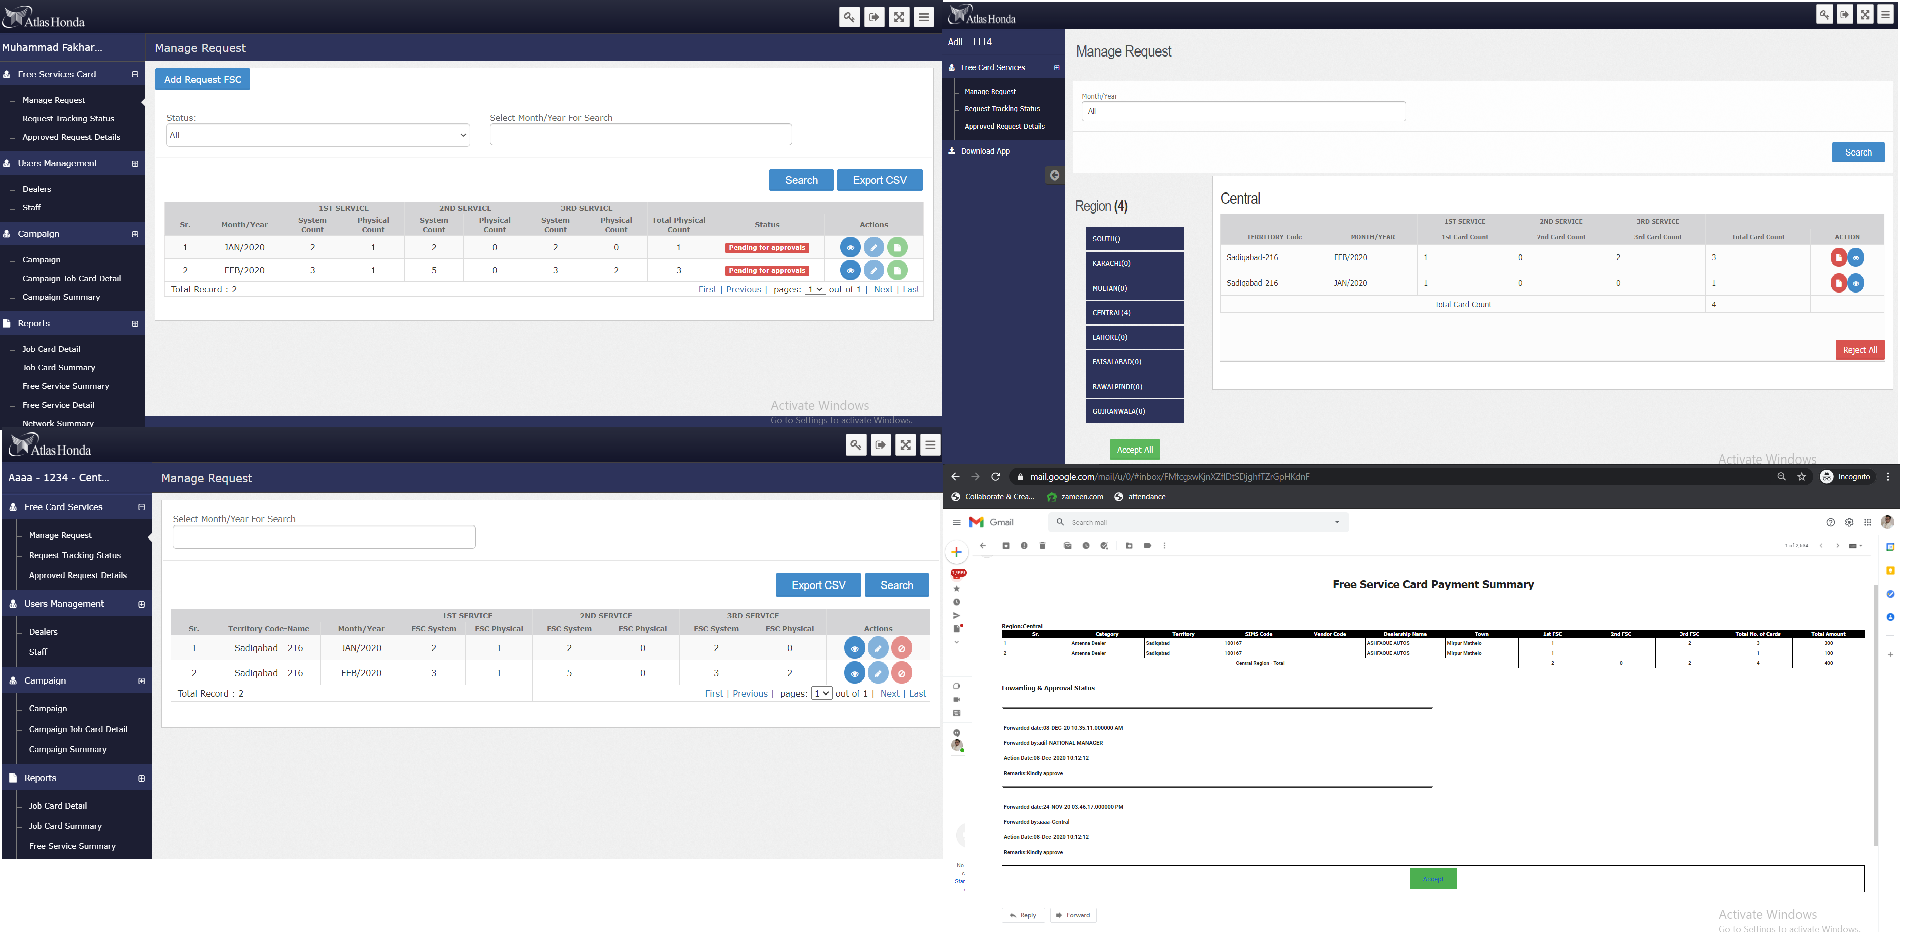 Atlas Honda
Muhammad Fakhar...
Manage Request
Free Services Card
Manage Request
Request Tracking Status
Approved Request Details
Users Management
Dealers
Staff
Campaign
Campaign
Campaign Job Card Detail
Campaign Summary
Reports
Job Card Detail
Job Card Summary
Free Service Summary
Free Service Detail
Network Summary
Add Request FSC
Status:
All
Select Month/Year For Search
Search
Export CSV
1ST SERVICE 2ND SERVICE 3RD SERVICE
Sr. Month/Year System Count Physical Count System Count Physical Count System Count Physical Count Total Physical Count Status Actions
1 JAN/2020 2 1 2 0 2 0 1 Pending for approvals
2 FEB/2020 3 1 5 0 3 2 3 Pending for approvals
Total Record : 2 First | Previous | pages: 1 out of 1 | Next | Last
Activate Windows
Go to Settings to activate Windows.
Atlas Honda
Adil 1114
Free Card Services
Manage Request
Request Tracking Status
Approved Request Details
Download App
Manage Request
Month/Year
All
Search
Region (4)
SOUTH()
KARACHI(0)
MULTAN(0)
CENTRAL(4)
LAHORE(0)
FAISALABAD(0)
RAWALPINDI(0)
GUJRANWALA(0)
Accept All
Central
1ST SERVICE 2ND SERVICE 3RD SERVICE
TERRITORY Code MONTH/YEAR 1st Card Count 2nd Card Count 3rd Card Count Total Card Count ACTION
Sadiqabad-216 FEB/2020 1 0 2 3
Sadiqabad-216 JAN/2020 1 0 0 1
Total Card Count 4
Reject All
Activate Windows
Atlas Honda
Aaaa - 1234 - Cent...
Manage Request
Free Card Services
Manage Request
Request Tracking Status
Approved Request Details
Users Management
Dealers
Staff
Campaign
Campaign
Campaign Job Card Detail
Campaign Summary
Reports
Job Card Detail
Job Card Summary
Free Service Summary
Select Month/Year For Search
Export CSV
Search
1ST SERVICE 2ND SERVICE 3RD SERVICE
Sr. Territory Code-Name Month/Year FSC System FSC Physical FSC System FSC Physical FSC System FSC Physical Actions
1 Sadiqabad 216 JAN/2020 2 1 2 0 2 0
2 Sadiqabad 216 FEB/2020 3 1 5 0 3 2
Total Record : 2 First | Previous | pages: 1 out of 1 | Next | Last
Incognito
Collaborate & Crea... zameen.com attendance
Gmail
Search mail
Free Service Card Payment Summary
Region:Central
Sr. Category Territory SIMS Code Vendor Code Dealership Name Town 1st FSC 2nd FSC 3rd FSC Total No. of Cards Total Amount
1 Antenna Dealer Sadiqabad 100167 ASHFAQUE AUTOS Mirpur Mathelo 1 2 3 300
2 Antenna Dealer Sadiqabad 100167 ASHFAQUE AUTOS Mirpur Mathelo 1 1 100
Central Region Total 2 0 2 4 400
Fowarding & Approval Status
Forwarded date:08-DEC-20 10.35.11.000000 AM
Forwarded by:adil-NATIONAL MANAGER
Action Date:08-Dec-2020 10:12:12
Remarks:Kindly approve
Forwarded date:24-NOV-20 03.46.17.000000 PM
Forwarded by:aaaa-Central
Action Date:08-Dec-2020 10:12:12
Remarks:Kindly approve
Accept
Reply
Forward
Activate Windows
Go to Settings to activate Windows.